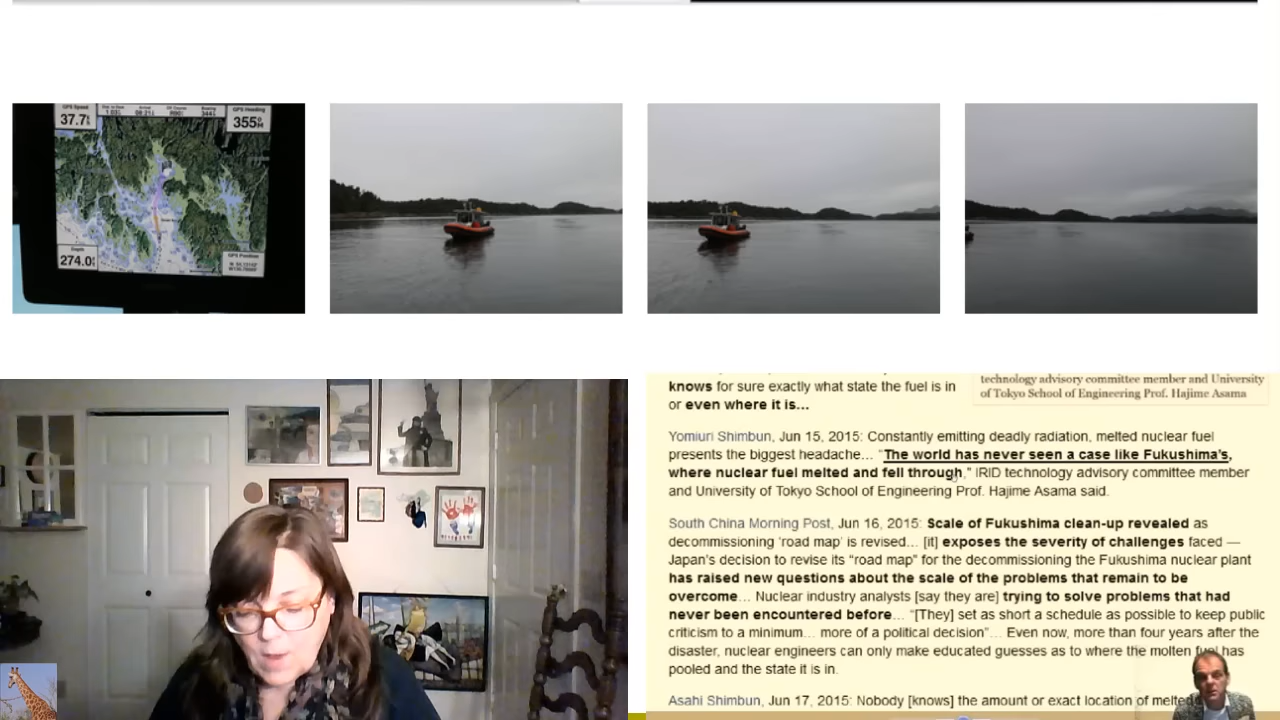 GPS Speed
37.7
GPS Heading
355
Depth
274.0
GPS Position
knows for sure exactly what state the fuel is in
or even where it is...
technology advisory committee member and University
of Tokyo School of Engineering Prof. Hajime Asama
Yomiuri Shimbun, Jun 15, 2015: Constantly emitting deadly radiation, melted nuclear fuel
presents the biggest headache... “The world has never seen a case like Fukushima’s,
where nuclear fuel melted and fell through,” IRID technology advisory committee member
and University of Tokyo School of Engineering Prof. Hajime Asama said.
South China Morning Post, Jun 16, 2015: Scale of Fukushima clean-up revealed as
decommissioning ‘road map’ is revised... [it] exposes the severity of challenges faced —
Japan’s decision to revise its “road map” for the decommissioning the Fukushima nuclear plant
has raised new questions about the scale of the problems that remain to be
overcome... Nuclear industry analysts [say they are] trying to solve problems that had
never been encountered before... “[They] set as short a schedule as possible to keep public
criticism to a minimum... more of a political decision”... Even now, more than four years after the
disaster, nuclear engineers can only make educated guesses as to where the molten fuel has
pooled and the state it is in.
Asahi Shimbun, Jun 17, 2015: Nobody [knows] the amount or exact location of melted